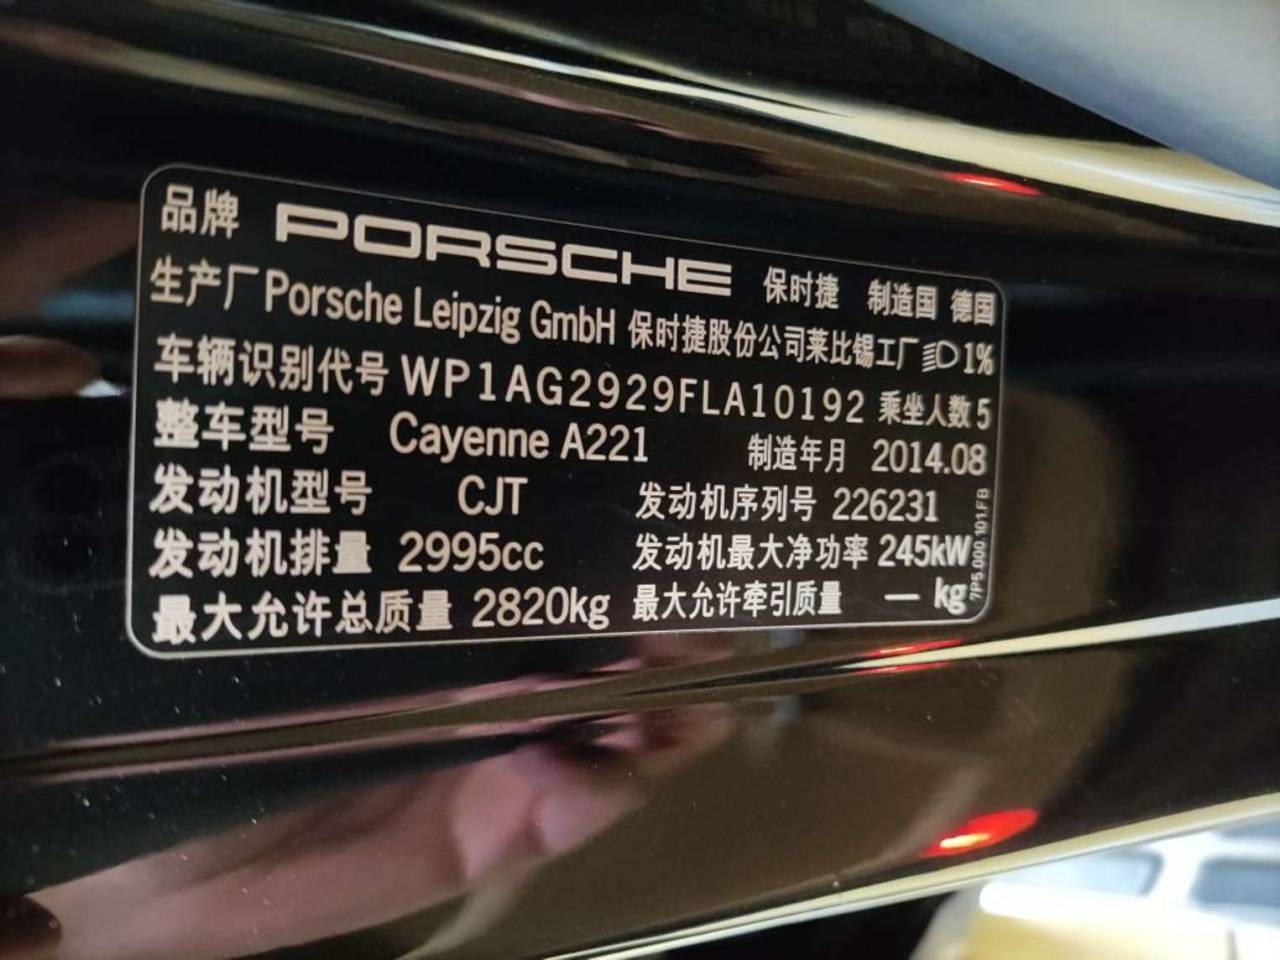 品牌 PORSCHE 保时捷 制造国 德国
生产厂 Porsche Leipzig GmbH 保时捷股份公司莱比锡工厂 1%
车辆识别代号 WP1AG2929FLA10192 乘坐人数 5
整车型号 Cayenne A221 制造年月 2014.08
发动机型号 CJT 发动机序列号 226231
发动机排量 2995cc 发动机最大净功率 245kW
最大允许总质量 2820kg 最大允许牵引质量 — kg
7P5.000.101.FB